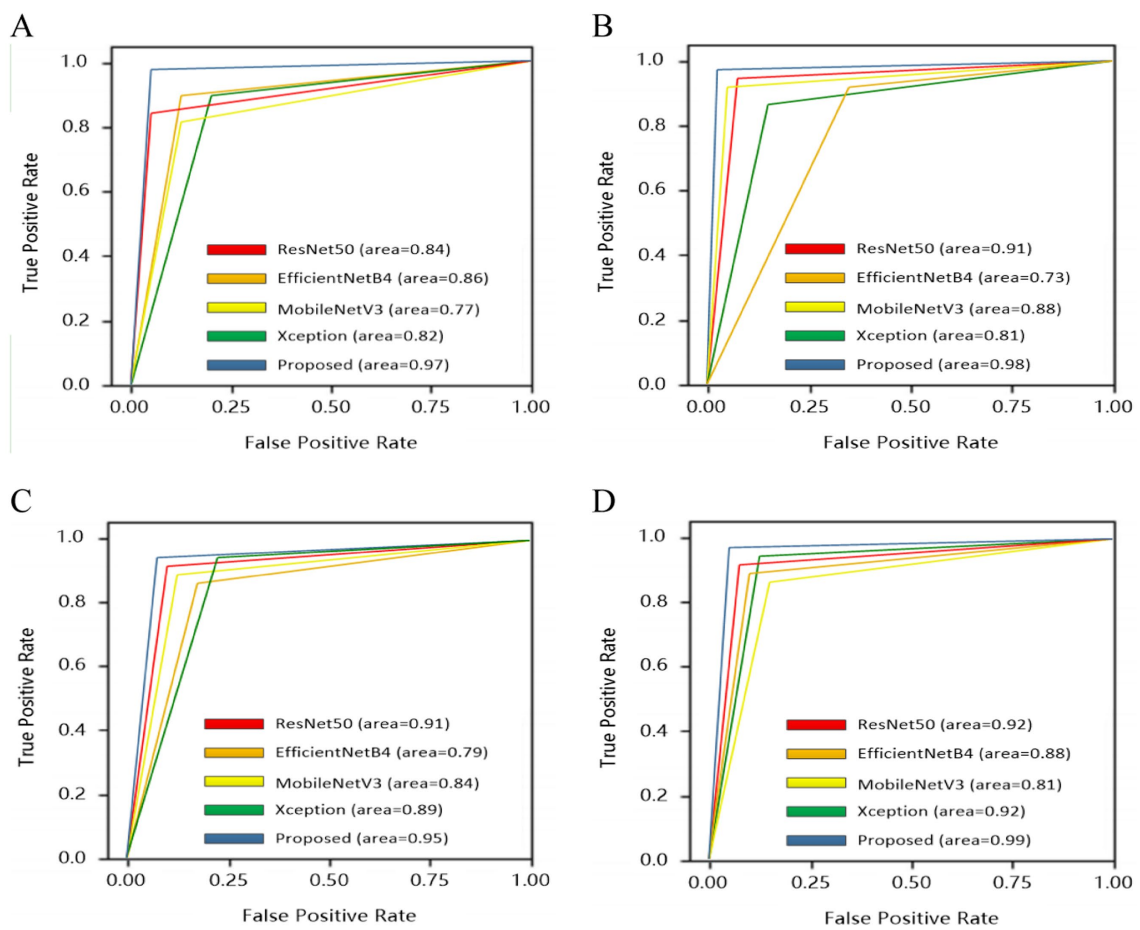 A
1.0
0.8
0.6
0.4
0.2
0.0
True Positive Rate
ResNet50 (area=0.84)
EfficientNetB4 (area=0.86)
MobileNetV3 (area=0.77)
Xception (area=0.82)
Proposed (area=0.97)
0.00 0.25 0.50 0.75 1.00
False Positive Rate
B
1.0
0.8
0.6
0.4
0.2
0.0
True Positive Rate
ResNet50 (area=0.91)
EfficientNetB4 (area=0.73)
MobileNetV3 (area=0.88)
Xception (area=0.81)
Proposed (area=0.98)
0.00 0.25 0.50 0.75 1.00
False Positive Rate
C
1.0
0.8
0.6
0.4
0.2
0.0
True Positive Rate
ResNet50 (area=0.91)
EfficientNetB4 (area=0.79)
MobileNetV3 (area=0.84)
Xception (area=0.89)
Proposed (area=0.95)
0.00 0.25 0.50 0.75 1.00
False Positive Rate
D
1.0
0.8
0.6
0.4
0.2
0.0
True Positive Rate
ResNet50 (area=0.92)
EfficientNetB4 (area=0.88)
MobileNetV3 (area=0.81)
Xception (area=0.92)
Proposed (area=0.99)
0.00 0.25 0.50 0.75 1.00
False Positive Rate